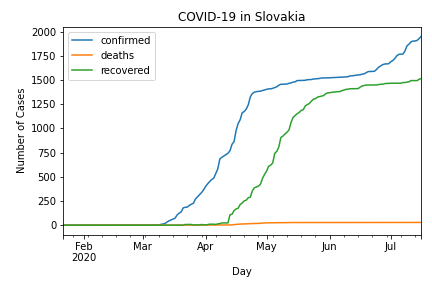 COVID-19 in Slovakia
confirmed
deaths
recovered
2000
1750
1500
1250
1000
750
500
250
0
Number of Cases
Feb
2020
Mar
Apr
May
Jun
Jul
Day